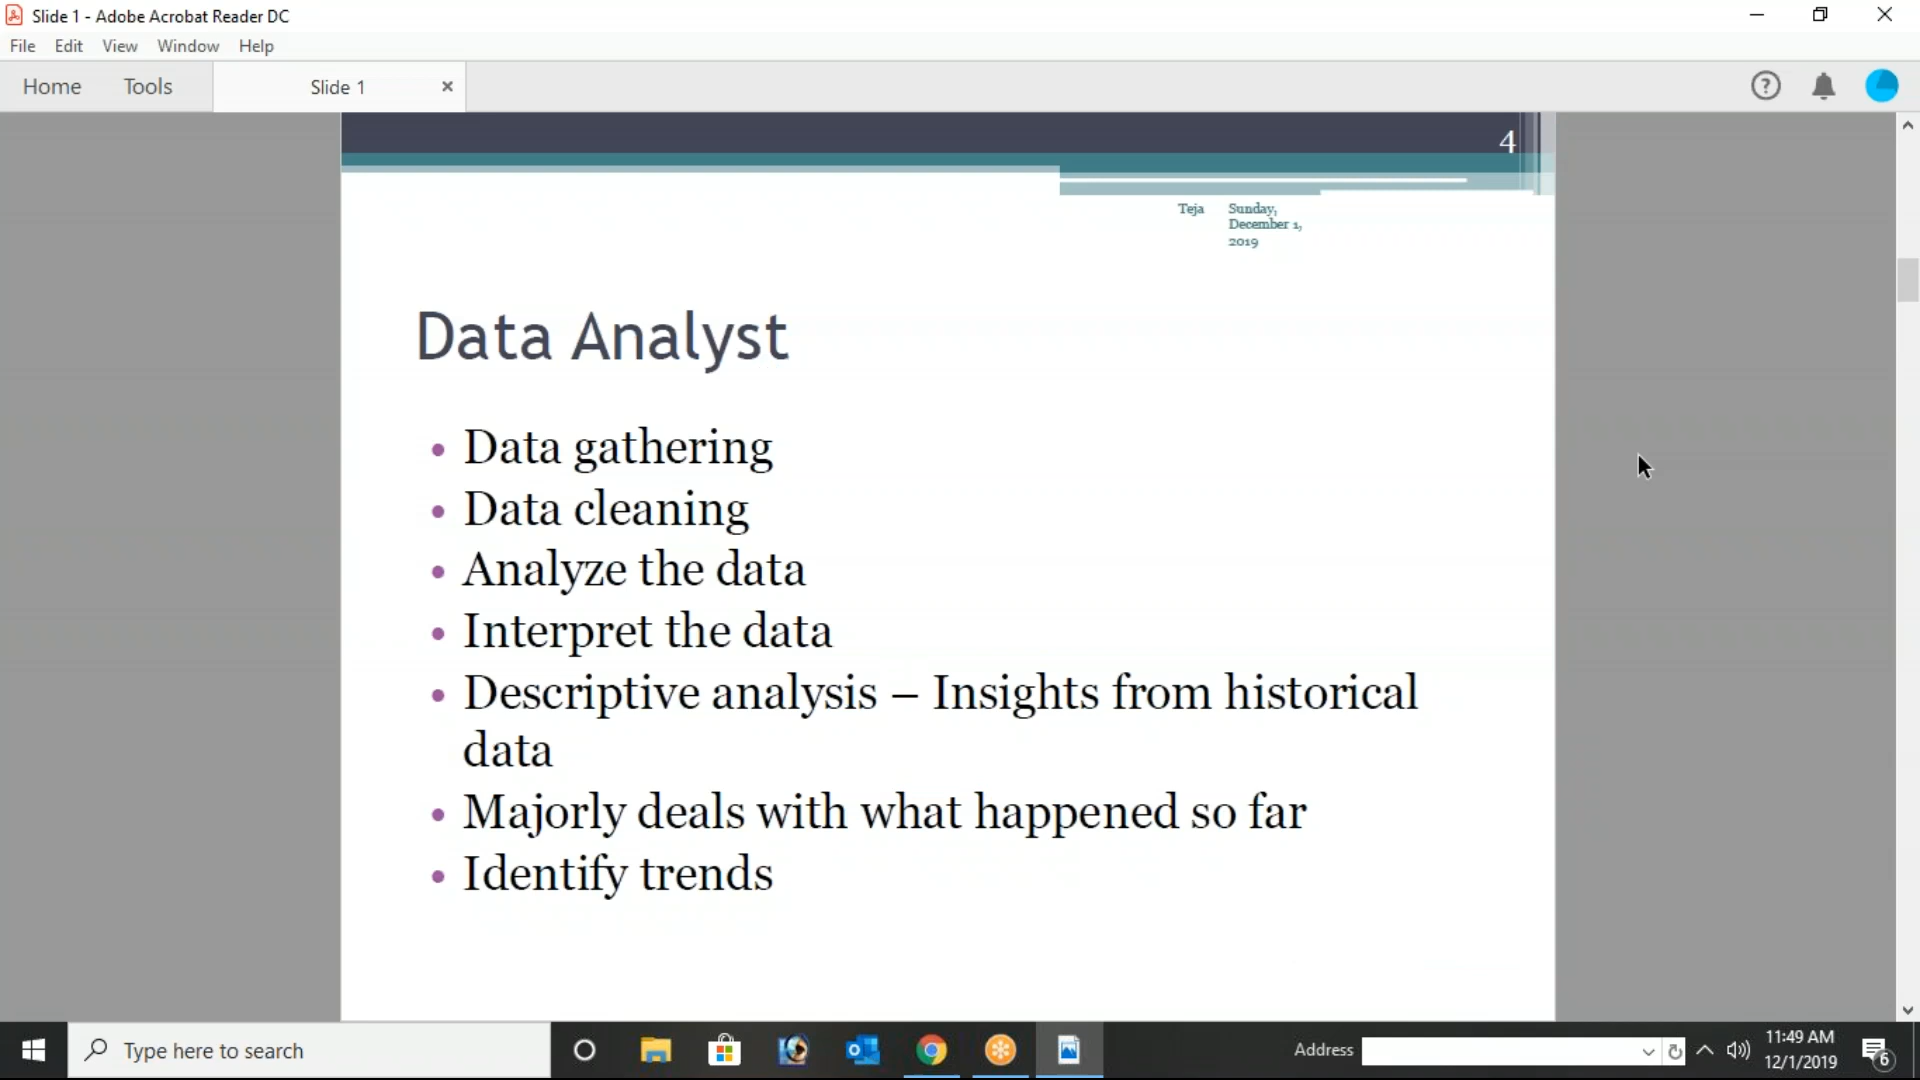 Slide 1 - Adobe Acrobat Reader DC
File Edit View Window Help
Home Tools Slide 1
4
Teja Sunday,
December 1,
2019
Data Analyst
• Data gathering
• Data cleaning
• Analyze the data
• Interpret the data
• Descriptive analysis – Insights from historical
data
• Majorly deals with what happened so far
• Identify trends
Type here to search
Address
11:49 AM
12/1/2019
6